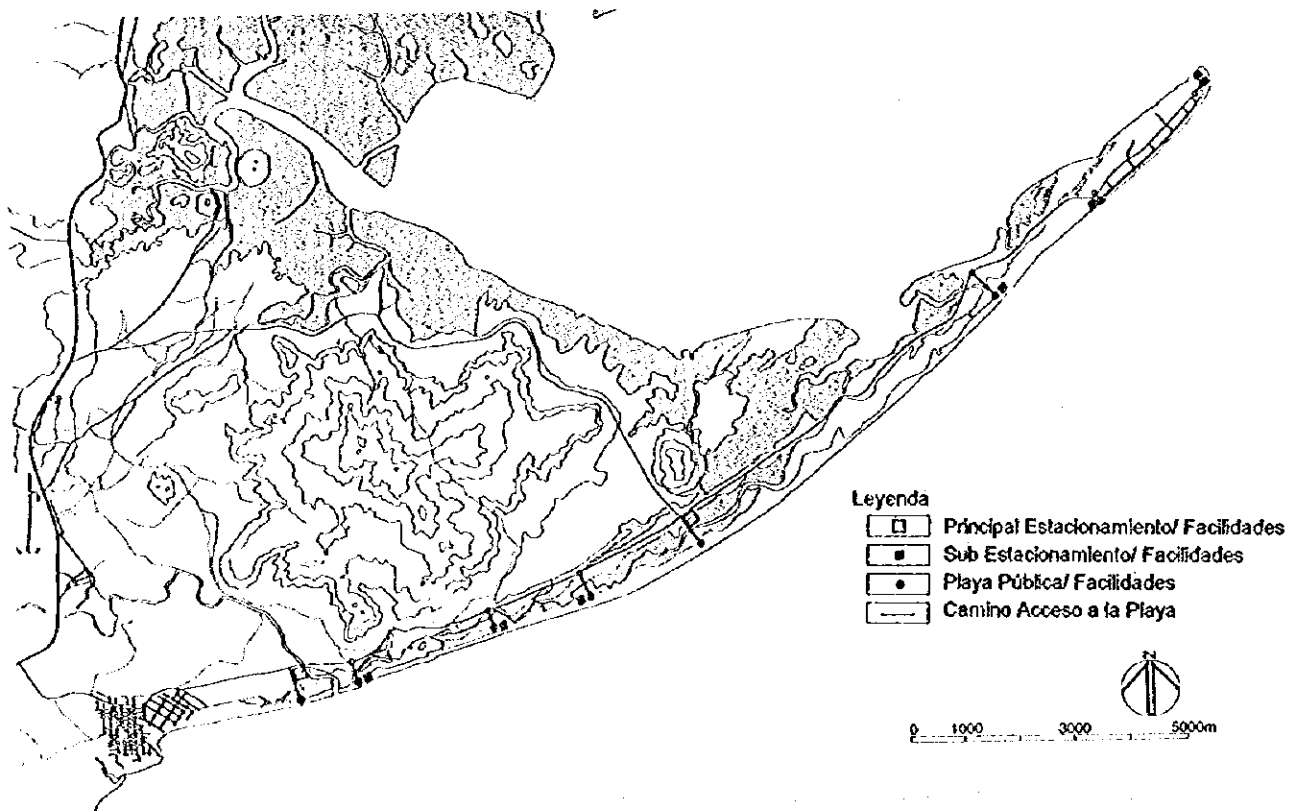 Leyenda
Principal Estacionamiento/ Facilidades
Sub Estacionamiento/ Facilidades
Playa Pública/ Facilidades
Camino Acceso a la Playa
N
0 1000 3000 5000m